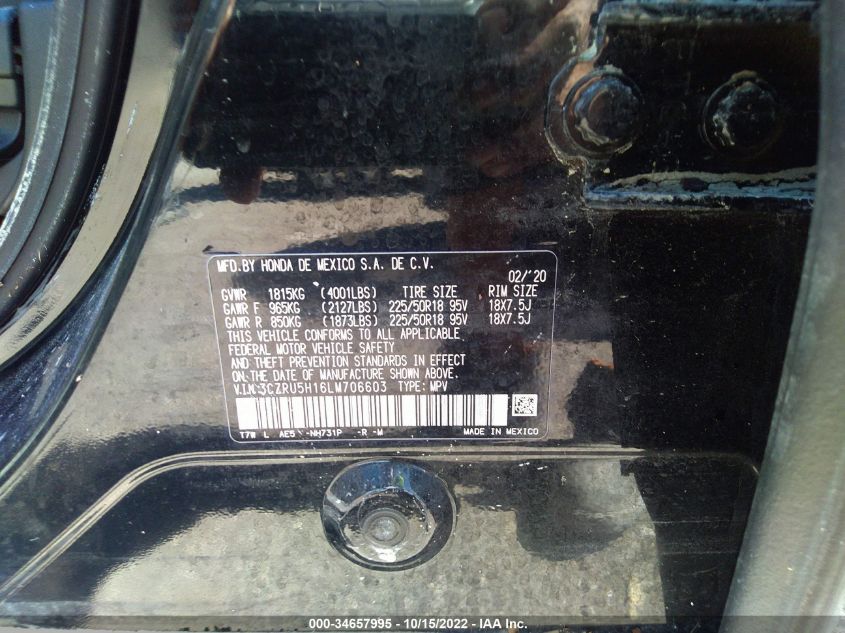 MFD. BY HONDA DE MEXICO S.A. DE C.V.
02/'20
GVWR 1815KG (4001LBS) TIRE SIZE RIM SIZE
GAWR F 965KG (2127LBS) 225/50R18 95V 18X7.5J
GAWR R 850KG (1873LBS) 225/50R18 95V 18X7.5J
THIS VEHICLE CONFORMS TO ALL APPLICABLE
FEDERAL MOTOR VEHICLE SAFETY
AND THEFT PREVENTION STANDARDS IN EFFECT
ON THE DATE OF MANUFACTURE SHOWN ABOVE.
V.I.N: 3CZRU5H16LM706603 TYPE: MPV
T7W L AE5 -NH731P -R -M MADE IN MEXICO
000-34657995 - 10/15/2022 - IAA Inc.